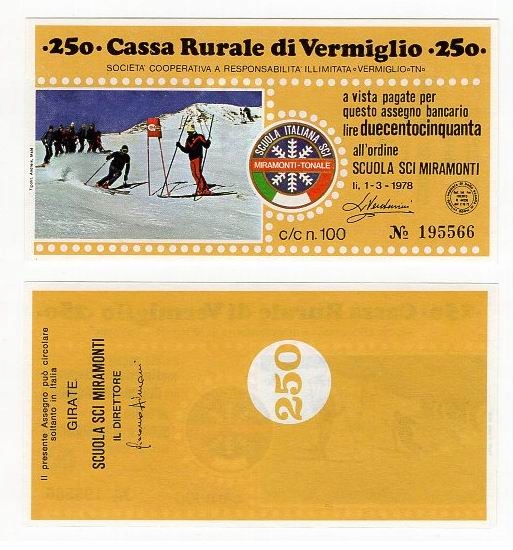 ·250· Cassa Rurale di Vermiglio ·250·
SOCIETA' COOPERATIVA A RESPONSABILITA' ILLIMITATA·VERMIGLIO·TN·
a vista pagate per
questo assegno bancario
lire duecentocinquanta
all'ordine
SCUOLA SCI MIRAMONTI
lì, 1-3-1978
SCUOLA ITALIANA SCI
MIRAMONTI-TONALE
c/c n. 100
№ 195566
Il presente Assegno può circolare
soltanto in Italia
GIRATE.
SCUOLA SCI MIRAMONTI
IL DIRETTORE
250